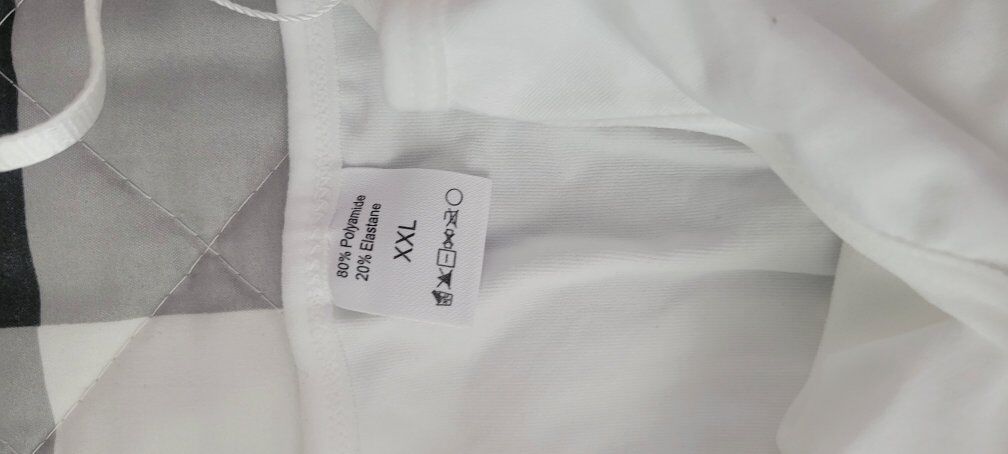 80% Polyamide
20% Elastane
XXL